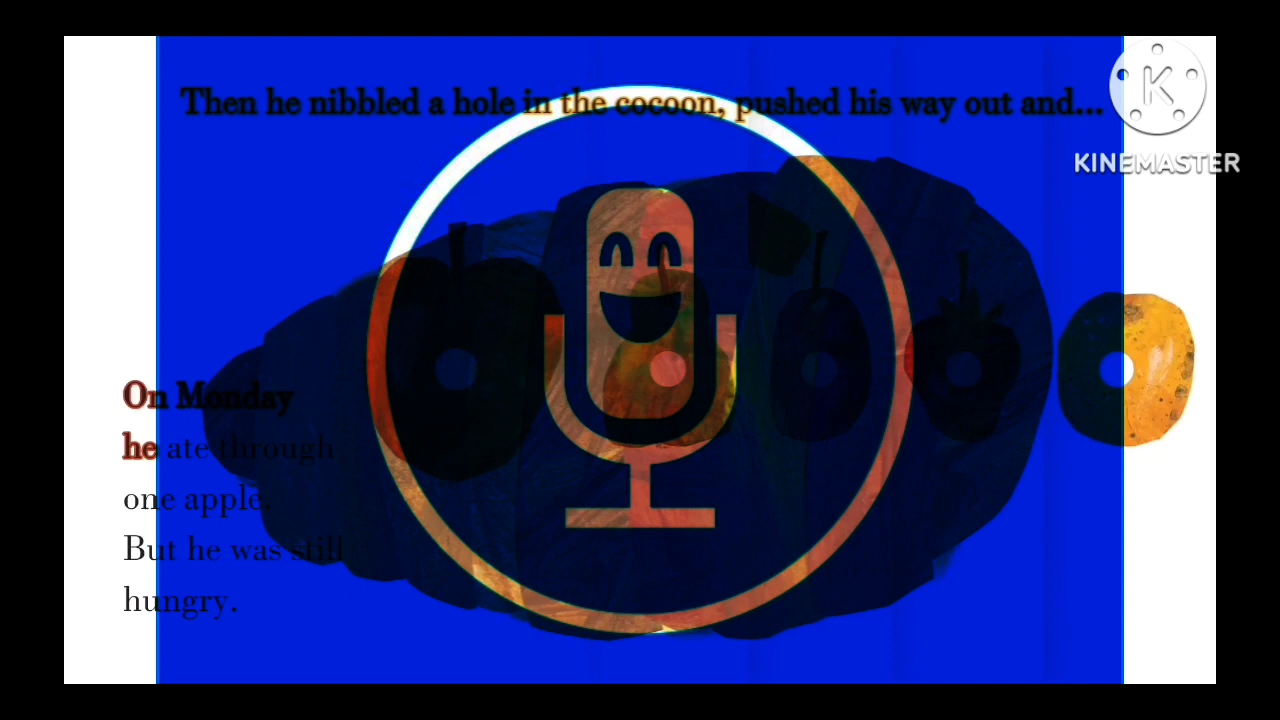 Then he nibbled a hole in the cocoon, pushed his way out and...
K
KINEMASTER
On Monday
he ate through
one apple.
But he was still
hungry.